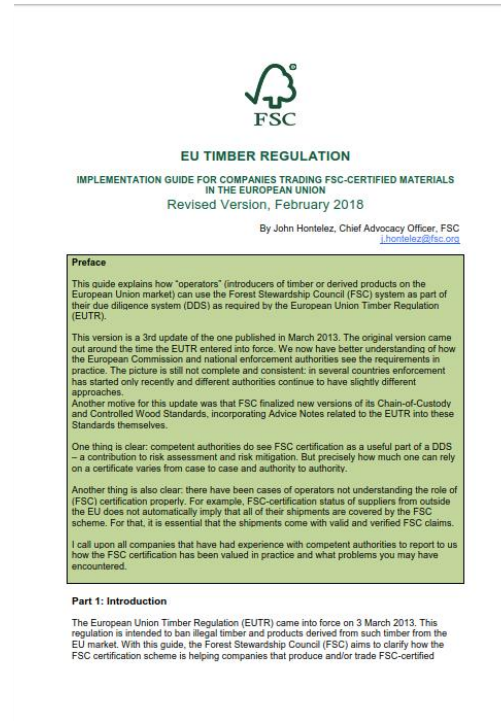 FSC
EU TIMBER REGULATION
IMPLEMENTATION GUIDE FOR COMPANIES TRADING FSC-CERTIFIED MATERIALS
IN THE EUROPEAN UNION
Revised Version, February 2018
By John Hontelez, Chief Advocacy Officer, FSC
j.hontelez@fsc.org
Preface
This guide explains how "operators" (introducers of timber or derived products on the
European Union market) can use the Forest Stewardship Council (FSC) system as part of
their due diligence system (DDS) as required by the European Union Timber Regulation
(EUTR).
This version is a 3rd update of the one published in March 2013. The original version came
out around the time the EUTR entered into force. We now have better understanding of how
the European Commission and national enforcement authorities see the requirements in
practice. The picture is still not complete and consistent: in several countries enforcement
has started only recently and different authorities continue to have slightly different
approaches.
Another motive for this update was that FSC finalized new versions of its Chain-of-Custody
and Controlled Wood Standards, incorporating Advice Notes related to the EUTR into these
Standards themselves.
One thing is clear: competent authorities do see FSC certification as a useful part of a DDS
– a contribution to risk assessment and risk mitigation. But precisely how much one can rely
on a certificate varies from case to case and authority to authority.
Another thing is also clear: there have been cases of operators not understanding the role of
(FSC) certification properly. For example, FSC-certification status of suppliers from outside
the EU does not automatically imply that all of their shipments are covered by the FSC
scheme. For that, it is essential that the shipments come with valid and verified FSC claims.
I call upon all companies that have had experience with competent authorities to report to us
how the FSC certification has been valued in practice and what problems you may have
encountered.
Part 1: Introduction
The European Union Timber Regulation (EUTR) came into force on 3 March 2013. This
regulation is intended to ban illegal timber and products derived from such timber from the
EU market. With this guide, the Forest Stewardship Council (FSC) aims to clarify how the
FSC certification scheme is helping companies that produce and/or trade FSC-certified